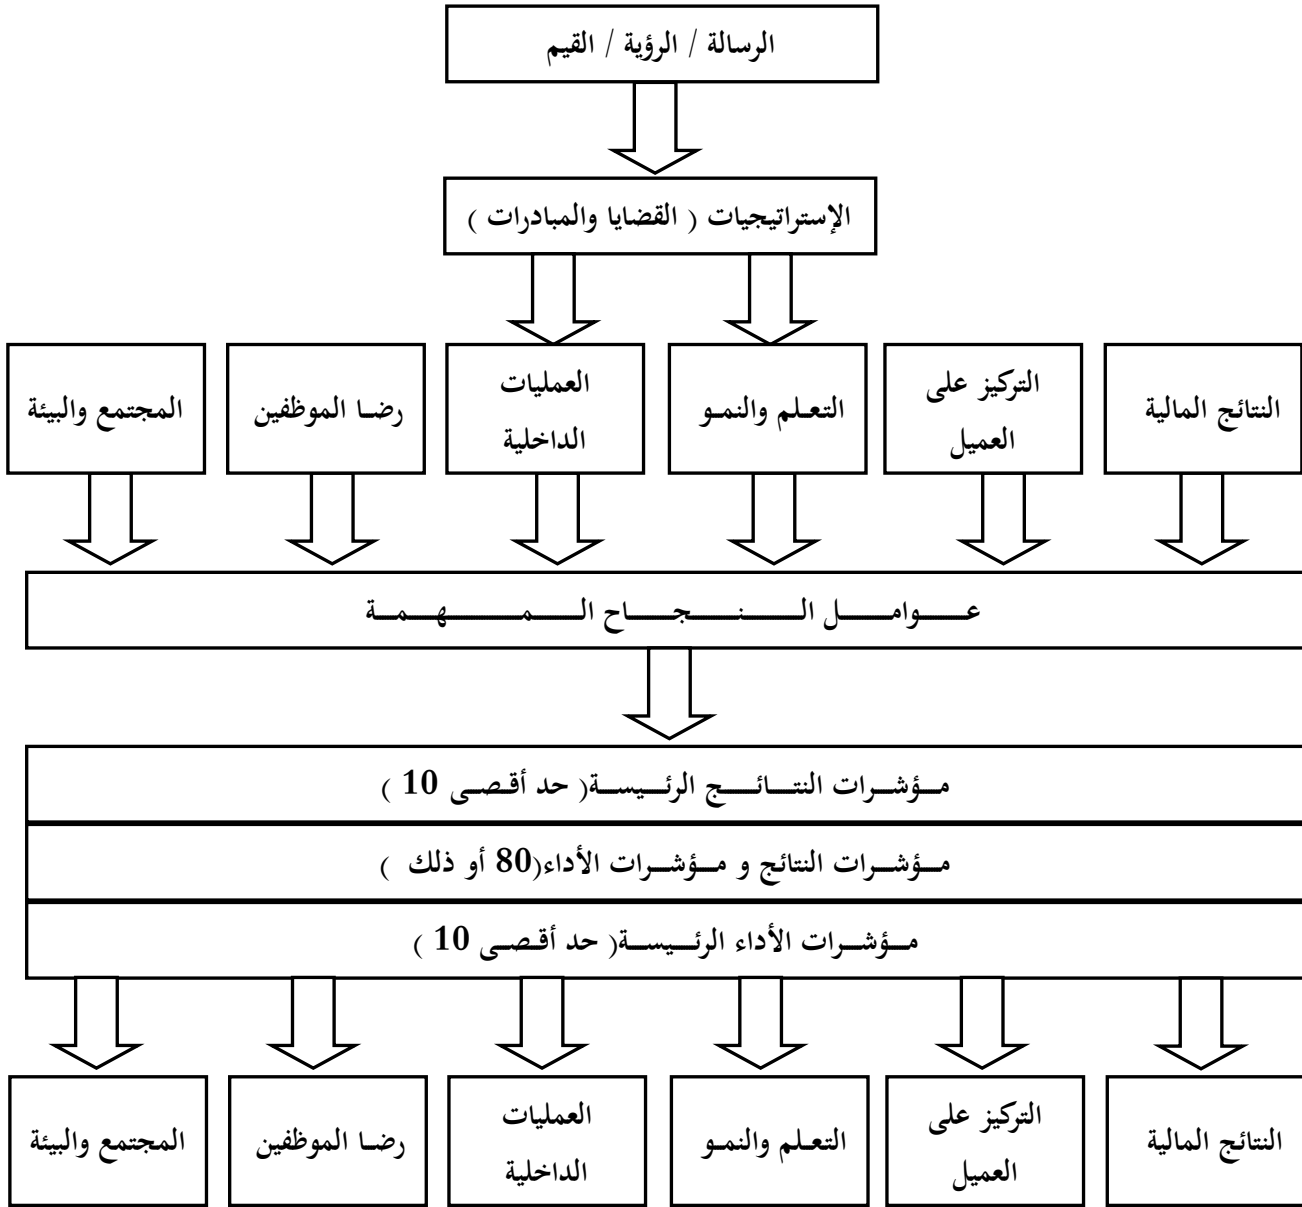 الرسالة / الرؤية / القيم
الإستراتيجيات ( القضايا والمبادرات )
النتائج المالية
التركيز على
العميل
التعلم والنمو
العمليات
الداخلية
رضا الموظفين
المجتمع والبيئة
عوامل النجاح المهمة
مؤشرات النتائج الرئيسة( حد أقصى 10 )
مؤشرات النتائج و مؤشرات الأداء(80 أو ذلك )
مؤشرات الأداء الرئيسة( حد أقصى 10 )
النتائج المالية
التركيز على
العميل
التعلم والنمو
العمليات
الداخلية
رضا الموظفين
المجتمع والبيئة